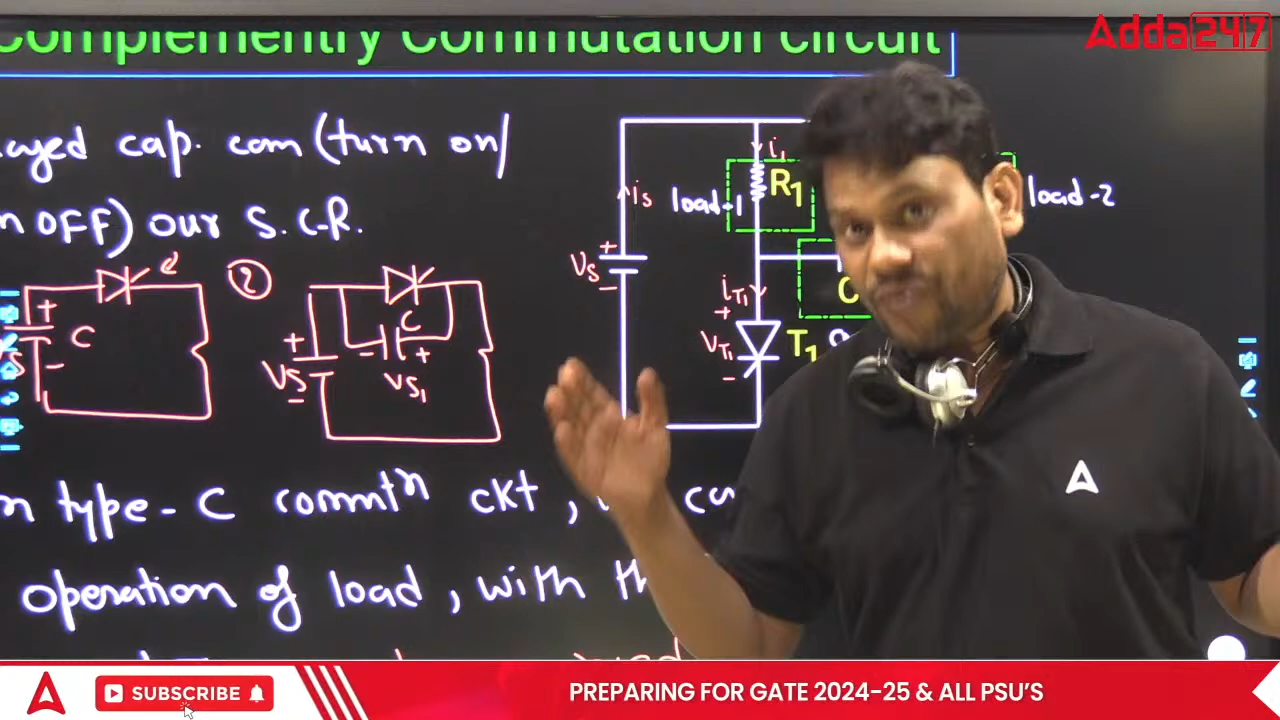 complementry commutation circuit
Adda247
cap. can (turn on/
OFF) our S.C.R.
C
+
-
2
+
Vs
-
C
-
+
Vs1
is
Vs
+
-
i1
R1
load-1
load-2
iT1
+
VT1
-
T1
C
type-C commtn ckt,
operation of load, with
SUBSCRIBE
PREPARING FOR GATE 2024-25 & ALL PSU'S